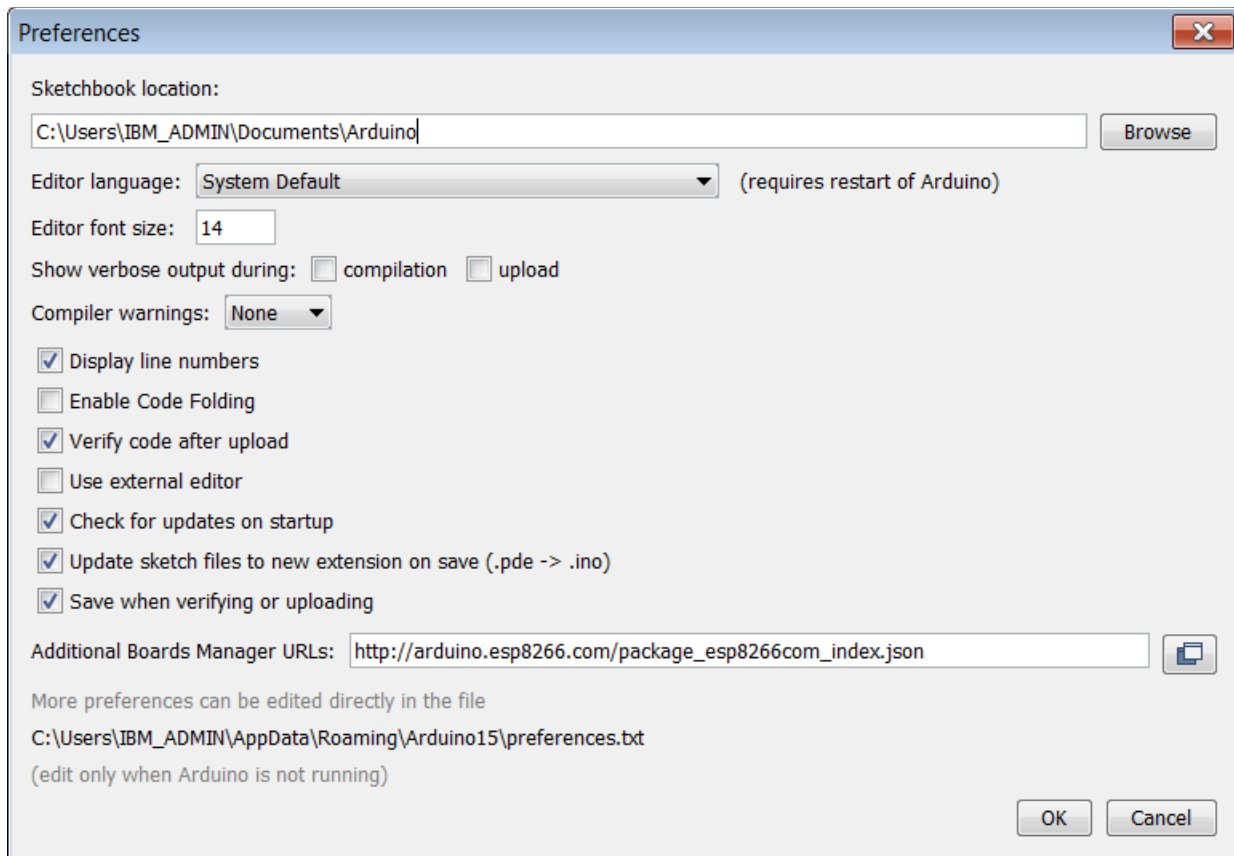 Preferences
Sketchbook location:
C:\Users\IBM_ADMIN\Documents\Arduino
Browse
Editor language: System Default (requires restart of Arduino)
Editor font size: 14
Show verbose output during: compilation upload
Compiler warnings: None
Display line numbers
Enable Code Folding
Verify code after upload
Use external editor
Check for updates on startup
Update sketch files to new extension on save (.pde -> .ino)
Save when verifying or uploading
Additional Boards Manager URLs: http://arduino.esp8266.com/package_esp8266com_index.json
More preferences can be edited directly in the file
C:\Users\IBM_ADMIN\AppData\Roaming\Arduino15\preferences.txt
(edit only when Arduino is not running)
OK Cancel